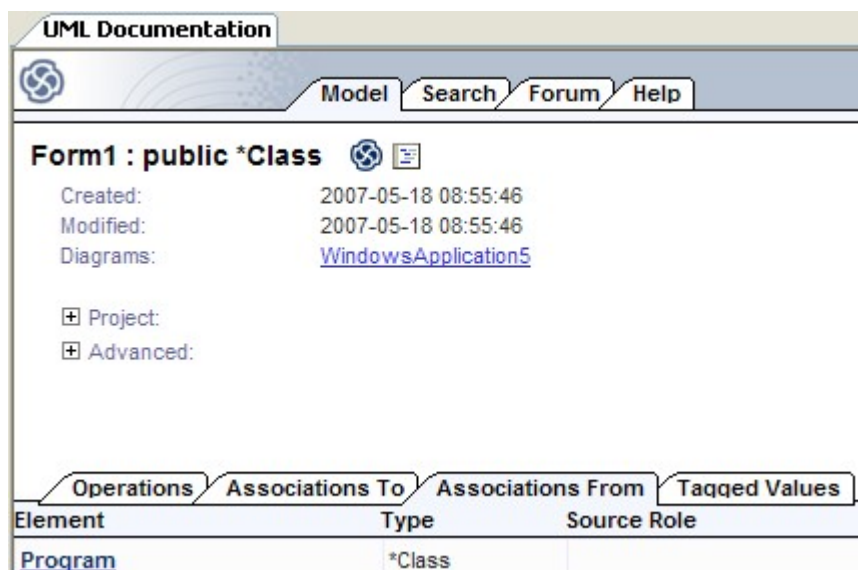 UML Documentation
Model Search Forum Help
Form1 : public *Class
Created: 2007-05-18 08:55:46
Modified: 2007-05-18 08:55:46
Diagrams: WindowsApplication5
Project:
Advanced:
Operations Associations To Associations From Tagged Values
Element Type Source Role
Program *Class